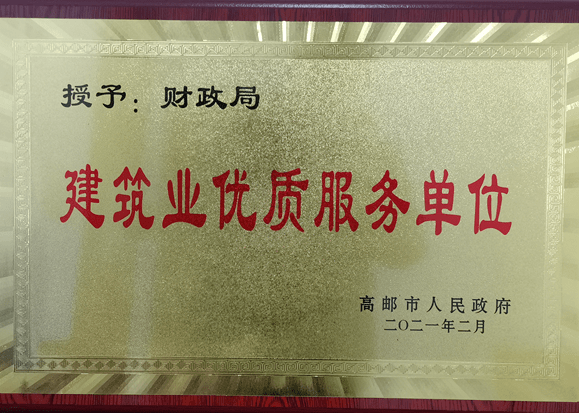 授予：财政局
建筑业优质服务单位
高邮市人民政府
二〇二一年二月